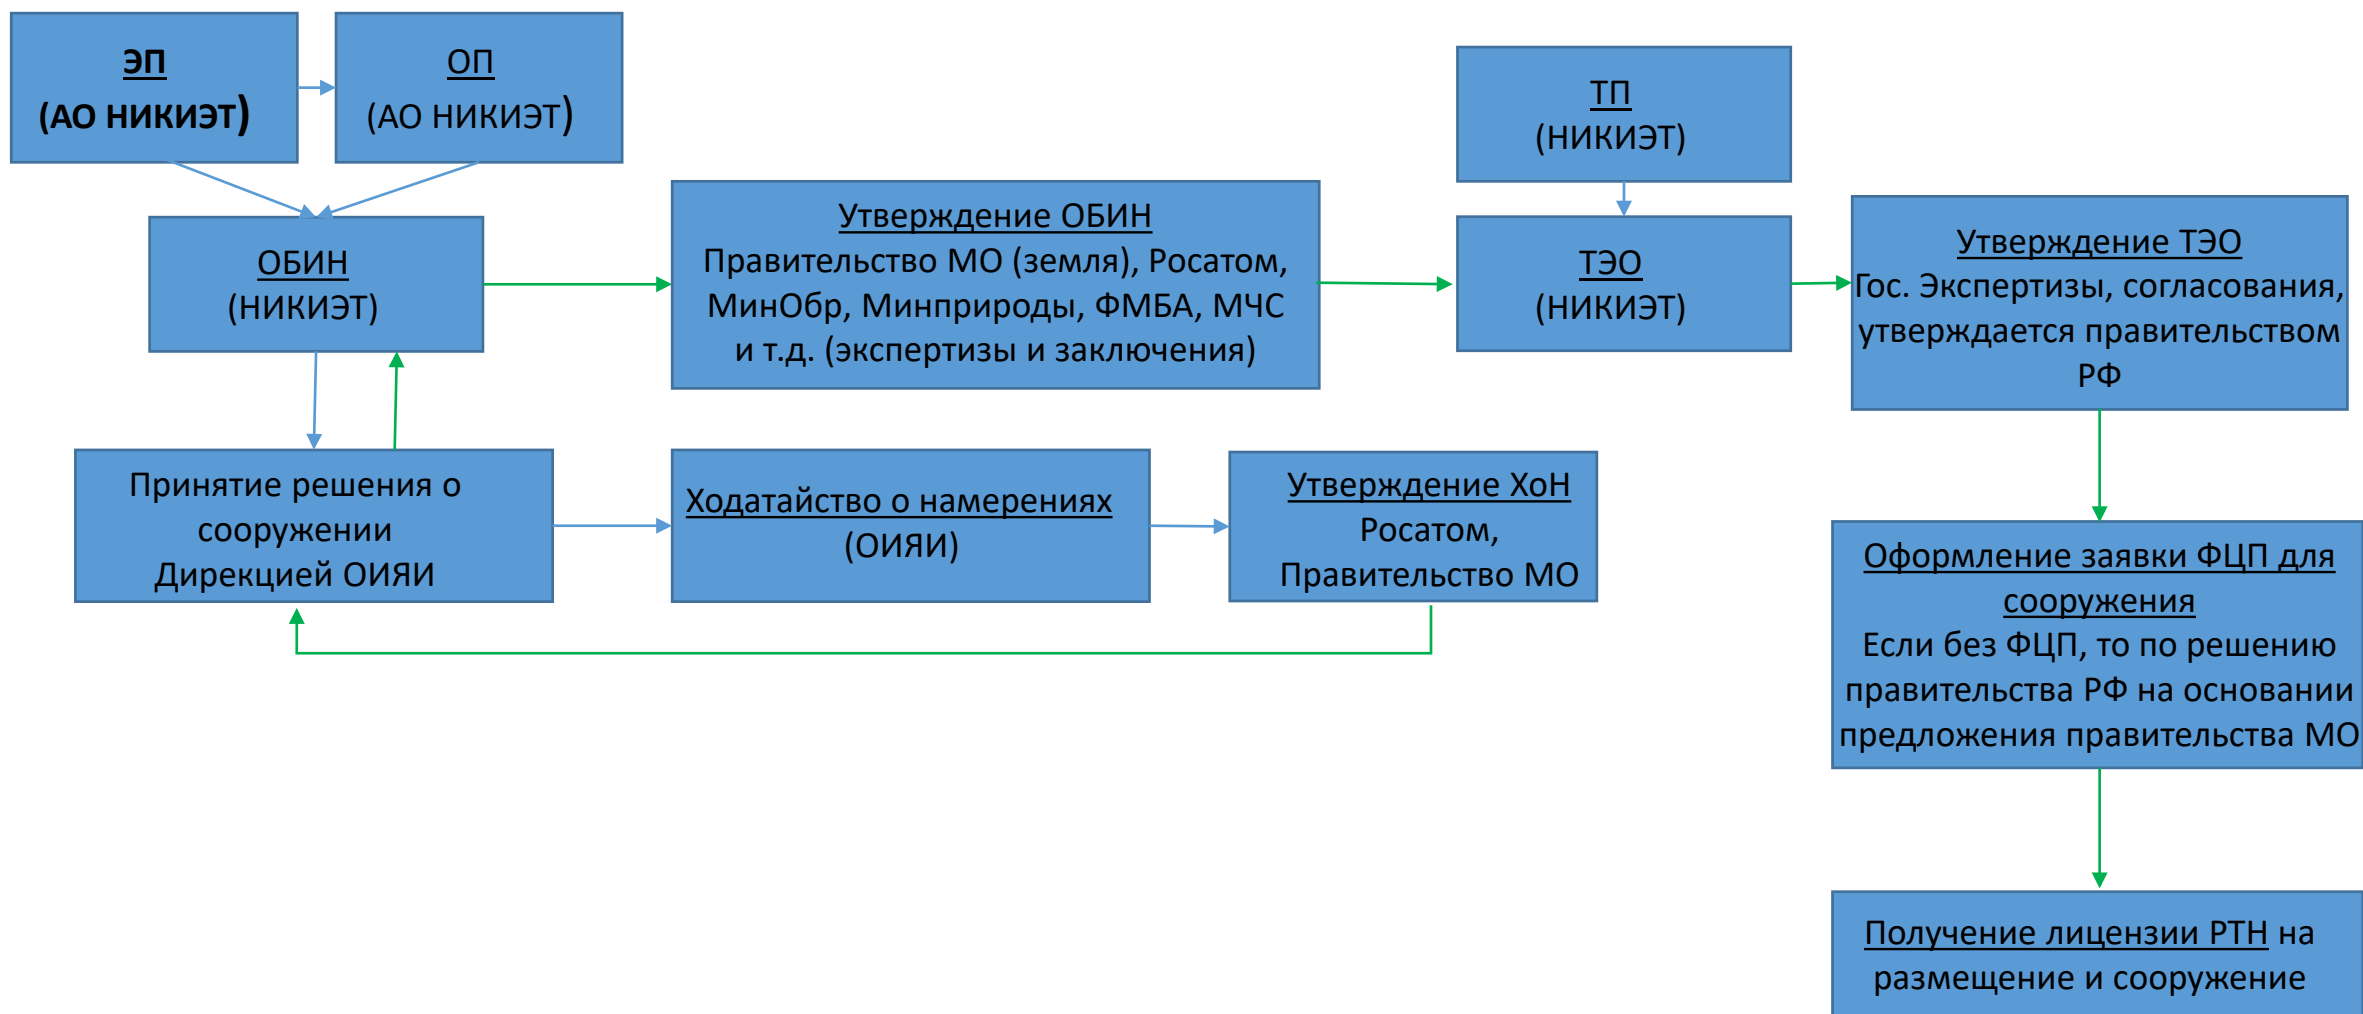 ЭП
(АО НИКИЭТ)
ОП
(АО НИКИЭТ)
ТП
(НИКИЭТ)
ОБИН
(НИКИЭТ)
Утверждение ОБИН
Правительство МО (земля), Росатом,
МинОбр, Минприроды, ФМБА, МЧС
и т.д. (экспертизы и заключения)
ТЭО
(НИКИЭТ)
Утверждение ТЭО
Гос. Экспертизы, согласования,
утверждается правительством
РФ
Принятие решения о
сооружении
Дирекцией ОИЯИ
Ходатайство о намерениях
(ОИЯИ)
Утверждение ХоН
Росатом,
Правительство МО
Оформление заявки ФЦП для
сооружения
Если без ФЦП, то по решению
правительства РФ на основании
предложения правительства МО
Получение лицензии РТН на
размещение и сооружение